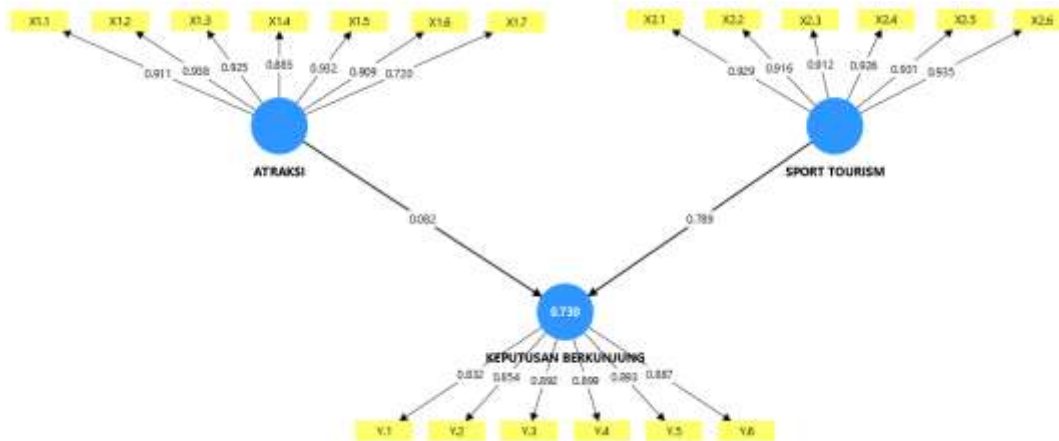 X1.1 X1.2 X1.3 X1.4 X1.5 X1.6 X1.7 X2.1 X2.2 X2.3 X2.4 X2.5 X2.6
0.911 0.938 0.925 0.885 0.932 0.909 0.720 0.929 0.916 0.912 0.928 0.935
ATRAKSI SPORT TOURISM
0.082 0.789
0.730
KEPUTUSAN BERKUNJUNG
0.832 0.854 0.892 0.899 0.893 0.887
Y.1 Y.2 Y.3 Y.4 Y.5 Y.6